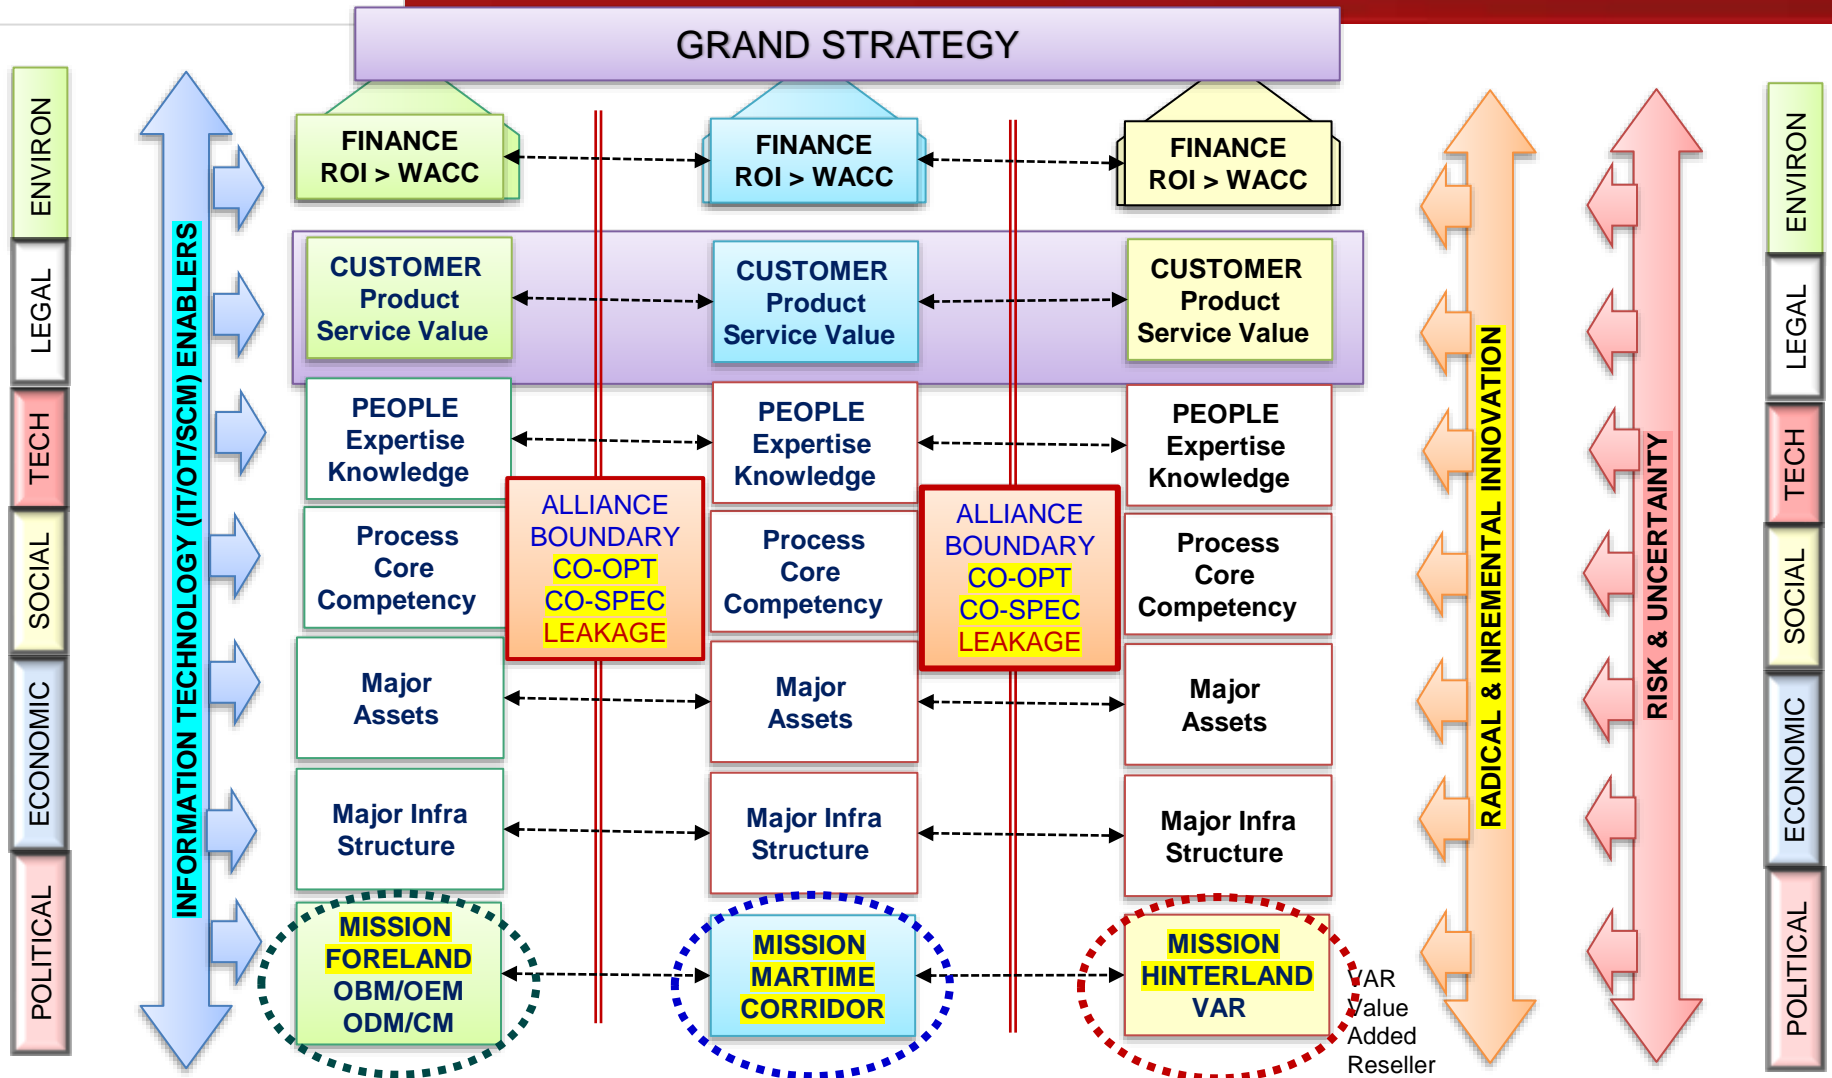 GRAND STRATEGY
ENVIRON
LEGAL
TECH
SOCIAL
ECONOMIC
POLITICAL
INFORMATION TECHNOLOGY (IT/OT/SCM) ENABLERS
FINANCE
ROI > WACC
FINANCE
ROI > WACC
FINANCE
ROI > WACC
CUSTOMER
Product
Service Value
CUSTOMER
Product
Service Value
CUSTOMER
Product
Service Value
PEOPLE
Expertise
Knowledge
PEOPLE
Expertise
Knowledge
PEOPLE
Expertise
Knowledge
ALLIANCE
BOUNDARY
CO-OPT
CO-SPEC
LEAKAGE
ALLIANCE
BOUNDARY
CO-OPT
CO-SPEC
LEAKAGE
Process
Core
Competency
Process
Core
Competency
Process
Core
Competency
Major
Assets
Major
Assets
Major
Assets
Major Infra
Structure
Major Infra
Structure
Major Infra
Structure
MISSION
FORELAND
OBM/OEM
ODM/CM
MISSION
MARTIME
CORRIDOR
MISSION
HINTERLAND
VAR
VAR
Value
Added
Reseller
RADICAL & INREMENTAL INNOVATION
RISK & UNCERTAINTY
ENVIRON
LEGAL
TECH
SOCIAL
ECONOMIC
POLITICAL